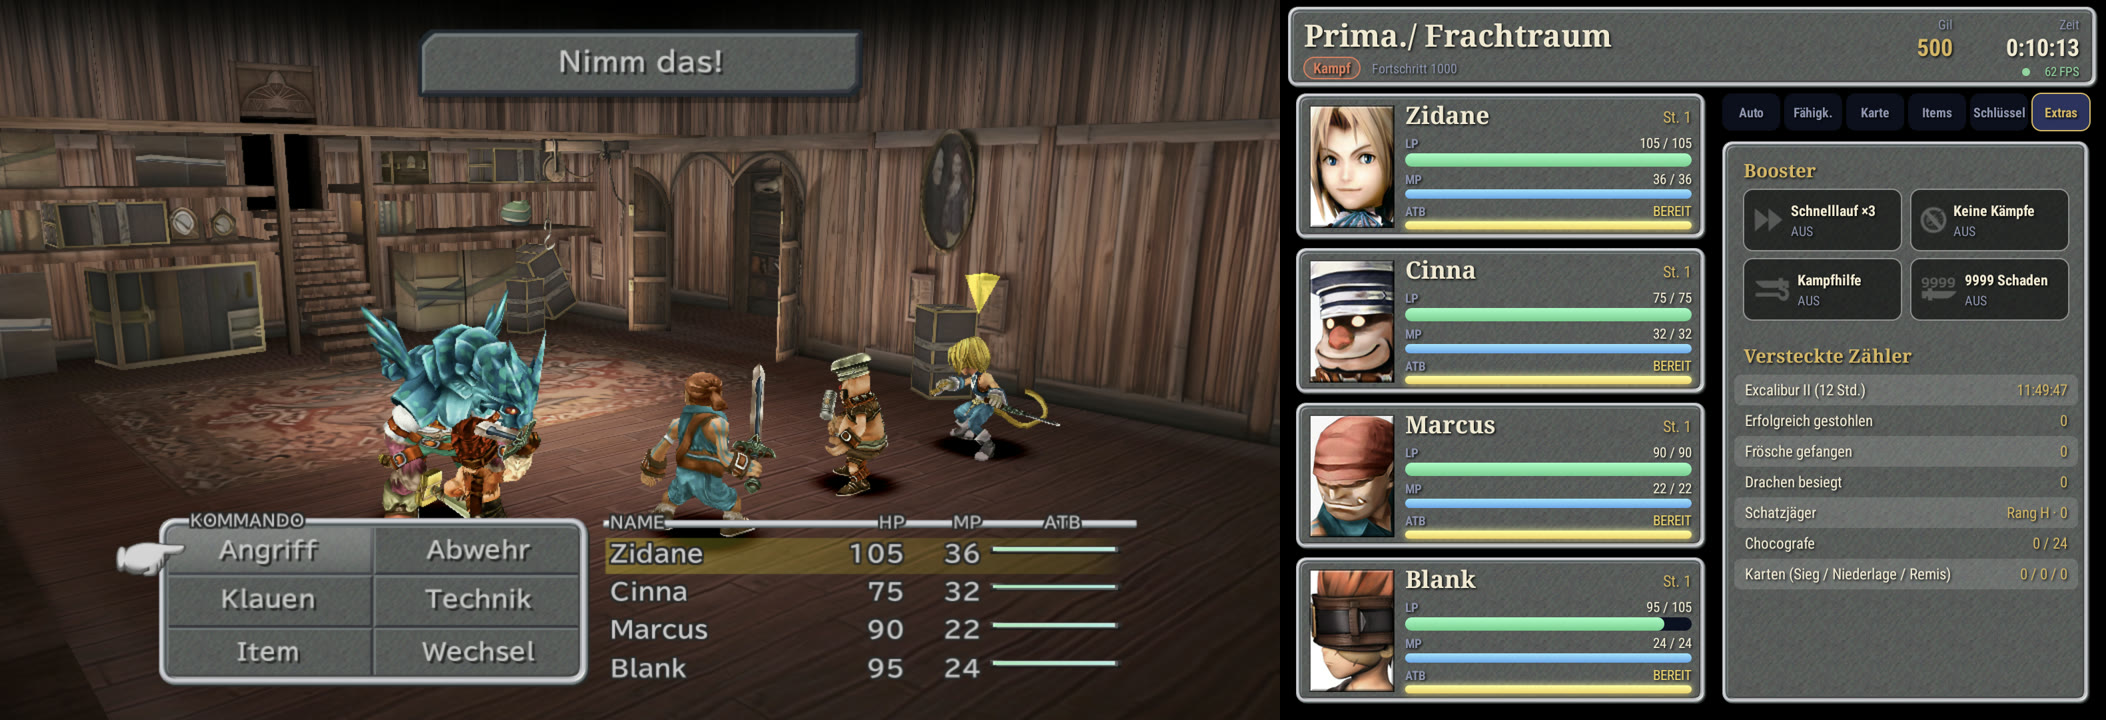 Nimm das!
KOMMANDO
Angriff
Abwehr
Klauen
Technik
Item
Wechsel
NAME HP MP ATB
Zidane 105 36
Cinna 75 32
Marcus 90 22
Blank 95 24
Prima./ Frachtraum
Kampf
Fortschritt 1000
Gil
500
Zeit
0:10:13
62 FPS
Zidane St. 1
LP 105 / 105
MP 36 / 36
ATB BEREIT
Cinna St. 1
LP 75 / 75
MP 32 / 32
ATB BEREIT
Marcus St. 1
LP 90 / 90
MP 22 / 22
ATB BEREIT
Blank St. 1
LP 95 / 105
MP 24 / 24
ATB BEREIT
Auto
Fähigk.
Karte
Items
Schlüssel
Extras
Booster
Schnelllauf ×3
AUS
Keine Kämpfe
AUS
Kampfhilfe
AUS
9999
9999 Schaden
AUS
Versteckte Zähler
Excalibur II (12 Std.) 11:49:47
Erfolgreich gestohlen 0
Frösche gefangen 0
Drachen besiegt 0
Schatzjäger Rang H · 0
Chocografe 0 / 24
Karten (Sieg / Niederlage / Remis) 0 / 0 / 0